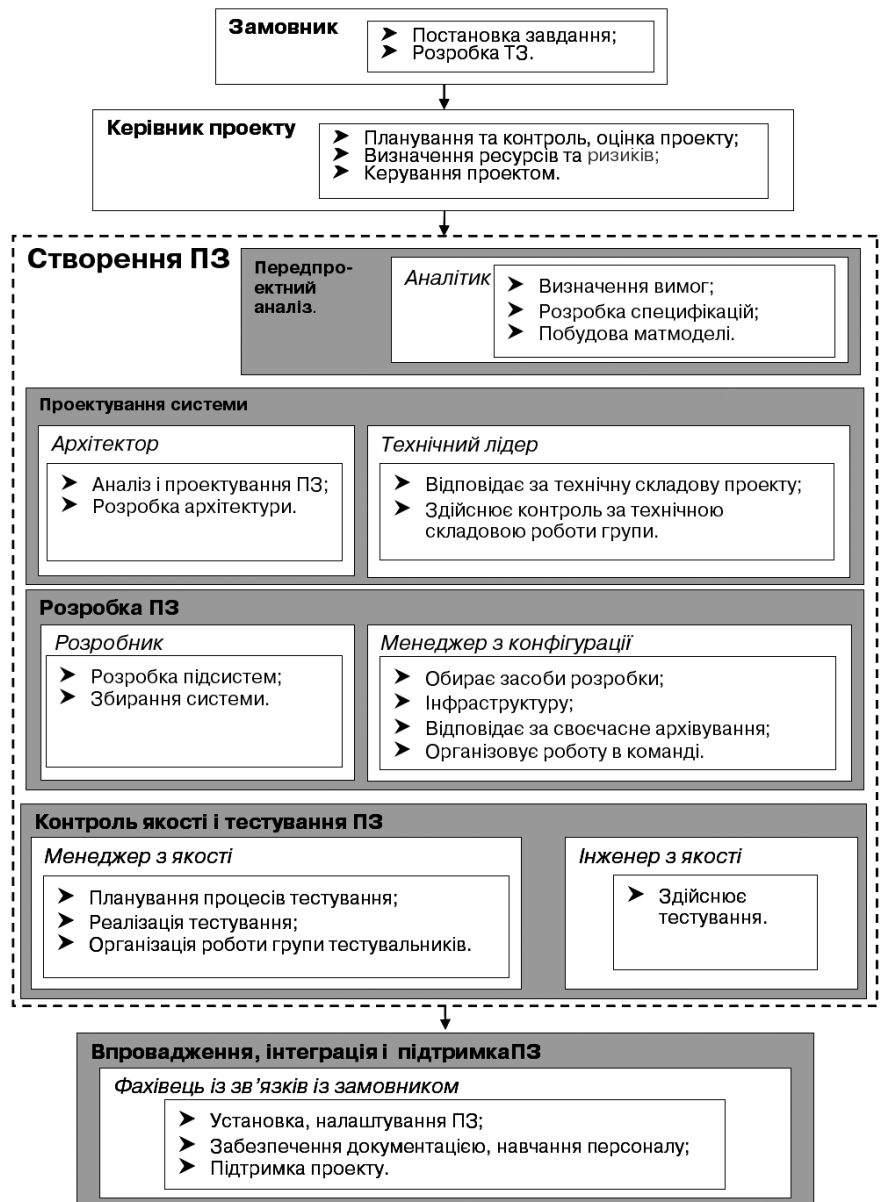 Замовник
➤ Постановка завдання;
➤ Розробка ТЗ.
Керівник проекту
➤ Планування та контроль, оцінка проекту;
➤ Визначення ресурсів та ризиків;
➤ Керування проектом.
Створення ПЗ
Передпро-
ектний
аналіз.
Аналітик
➤ Визначення вимог;
➤ Розробка специфікацій;
➤ Побудова матмоделі.
Проектування системи
Архітектор
➤ Аналіз і проектування ПЗ;
➤ Розробка архітектури.
Технічний лідер
➤ Відповідає за технічну складову проекту;
➤ Здійснює контроль за технічною
складовою роботи групи.
Розробка ПЗ
Розробник
➤ Розробка підсистем;
➤ Збирання системи.
Менеджер з конфігурації
➤ Обирає засоби розробки;
➤ Інфраструктуру;
➤ Відповідає за своєчасне архівування;
➤ Організовує роботу в команді.
Контроль якості і тестування ПЗ
Менеджер з якості
➤ Планування процесів тестування;
➤ Реалізація тестування;
➤ Організація роботи групи тестувальників.
Інженер з якості
➤ Здійснює
тестування.
Впровадження, інтеграція і підтримкаПЗ
Фахівець із зв'язків із замовником
➤ Установка, налаштування ПЗ;
➤ Забезпечення документацією, навчання персоналу;
➤ Підтримка проекту.